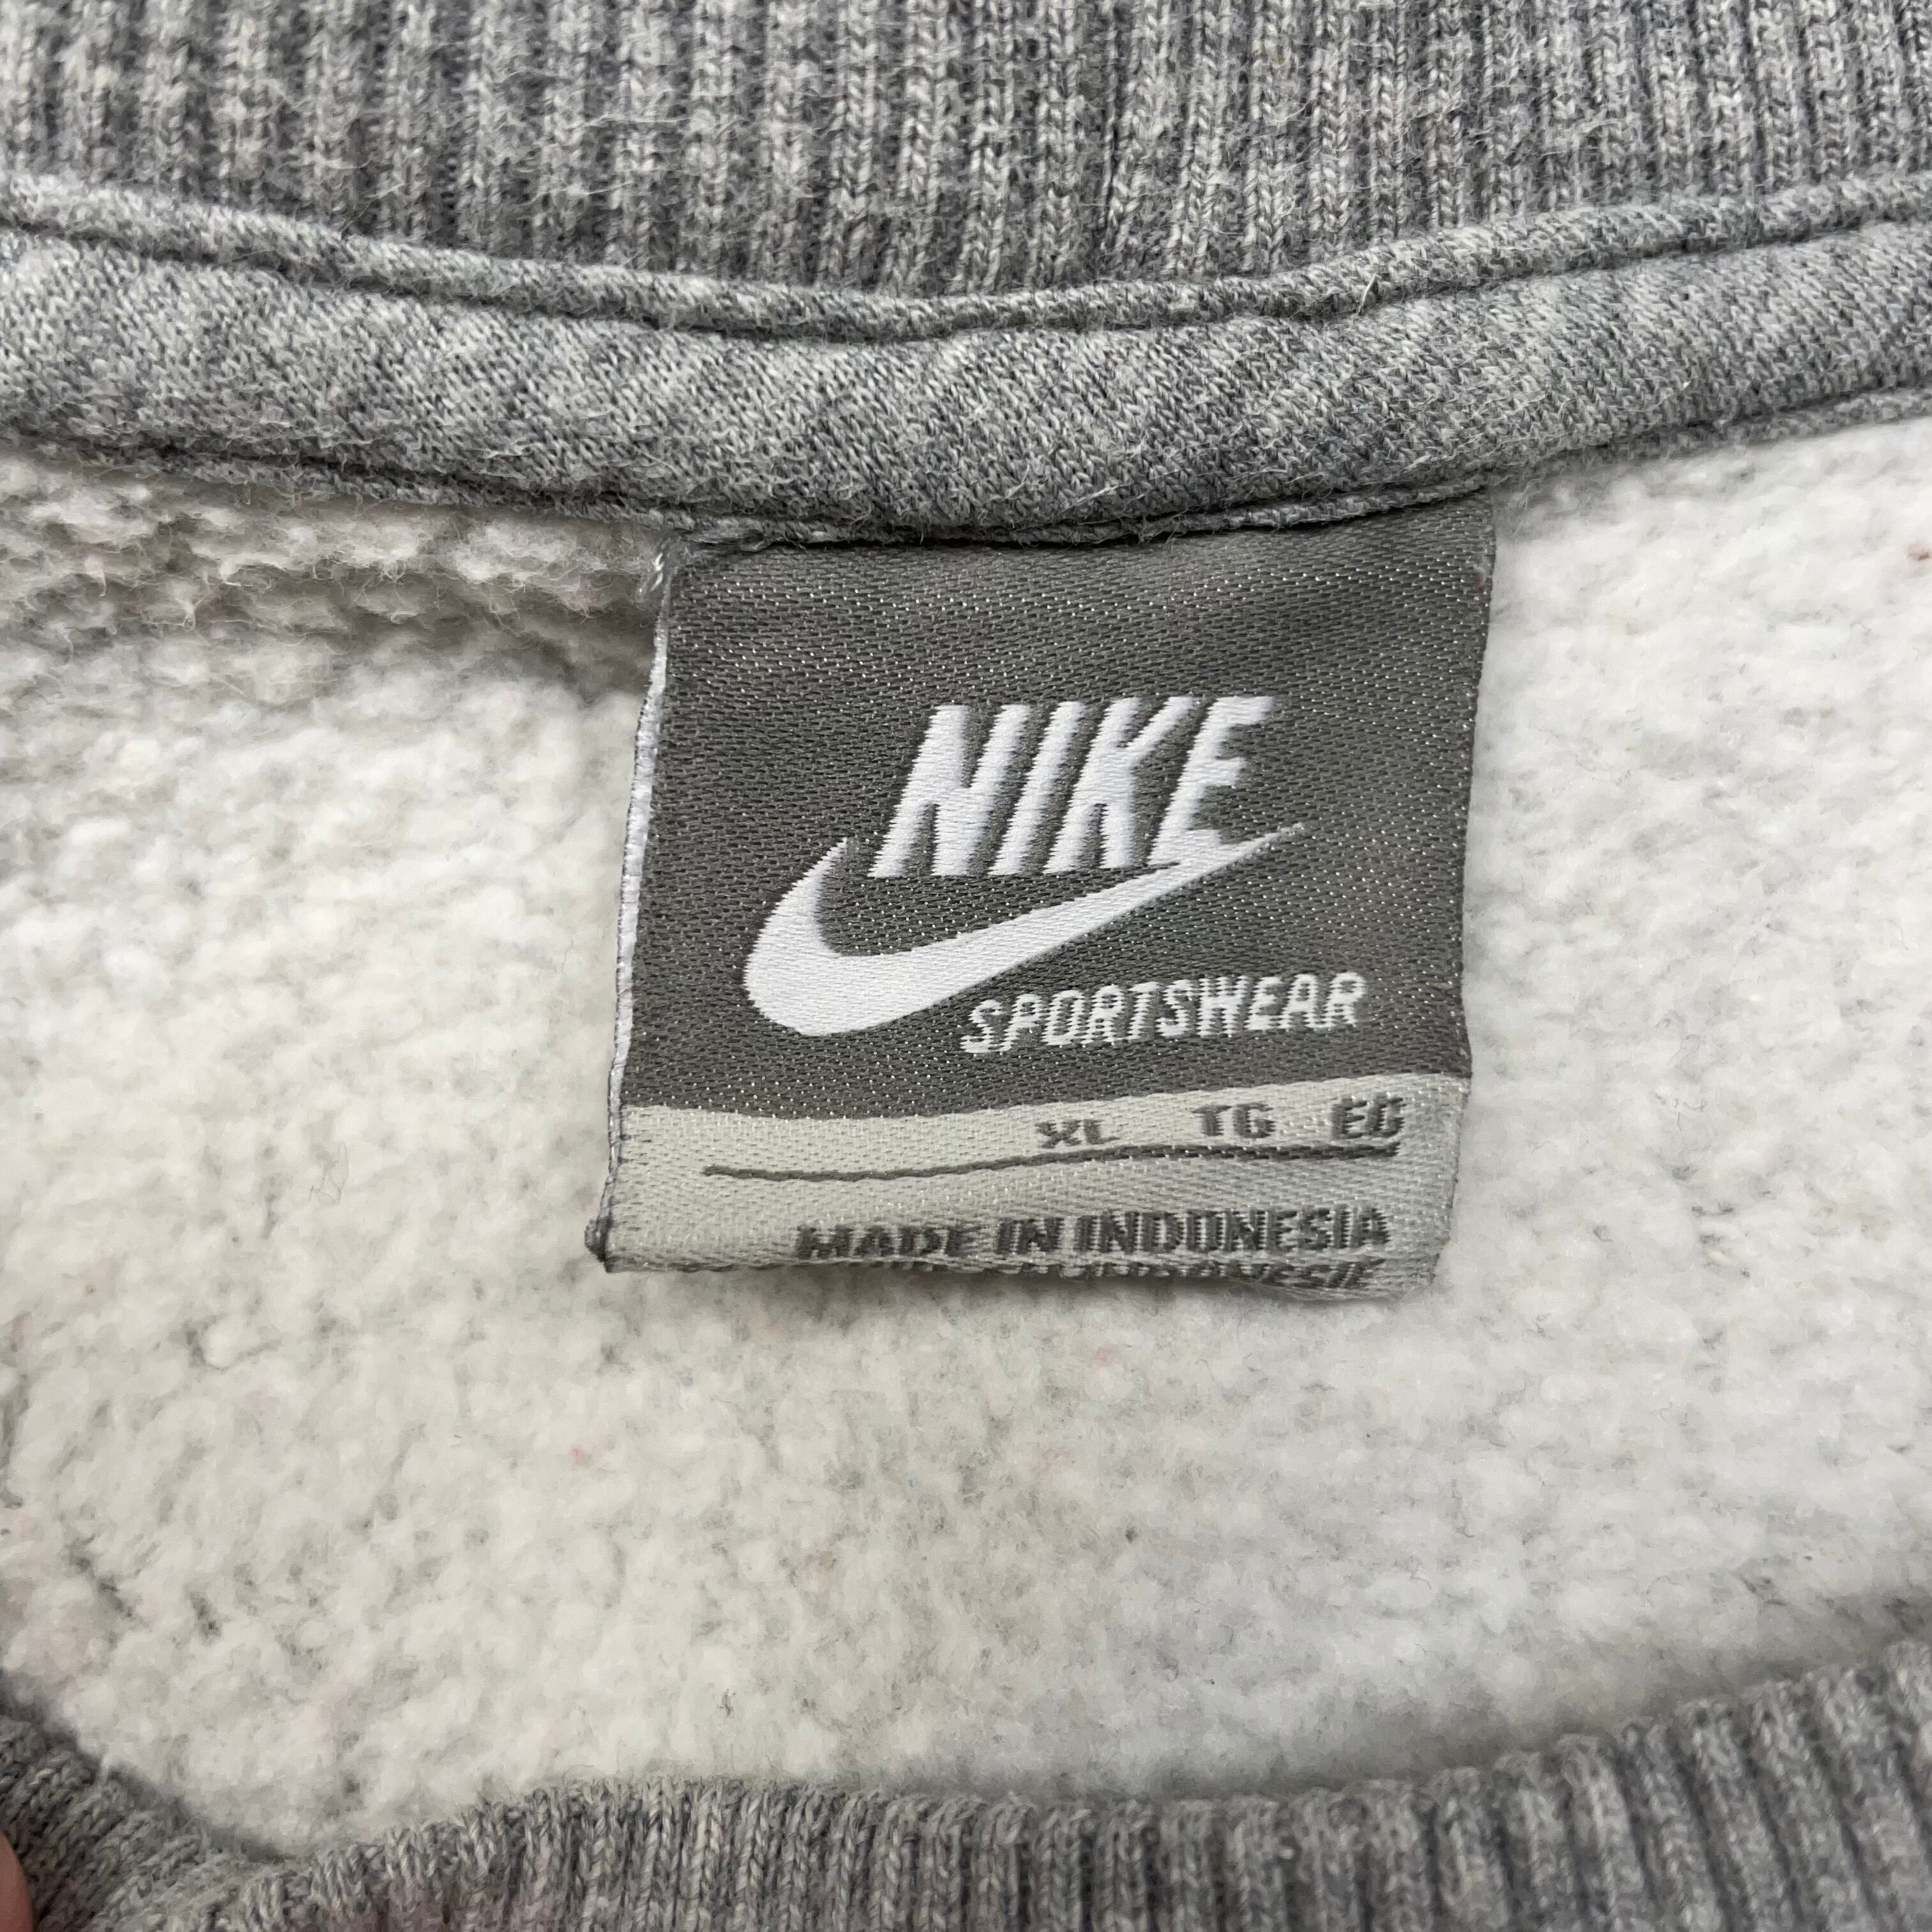 NIKE
SPORTSWEAR
XL TG EG
MADE IN INDONESIA